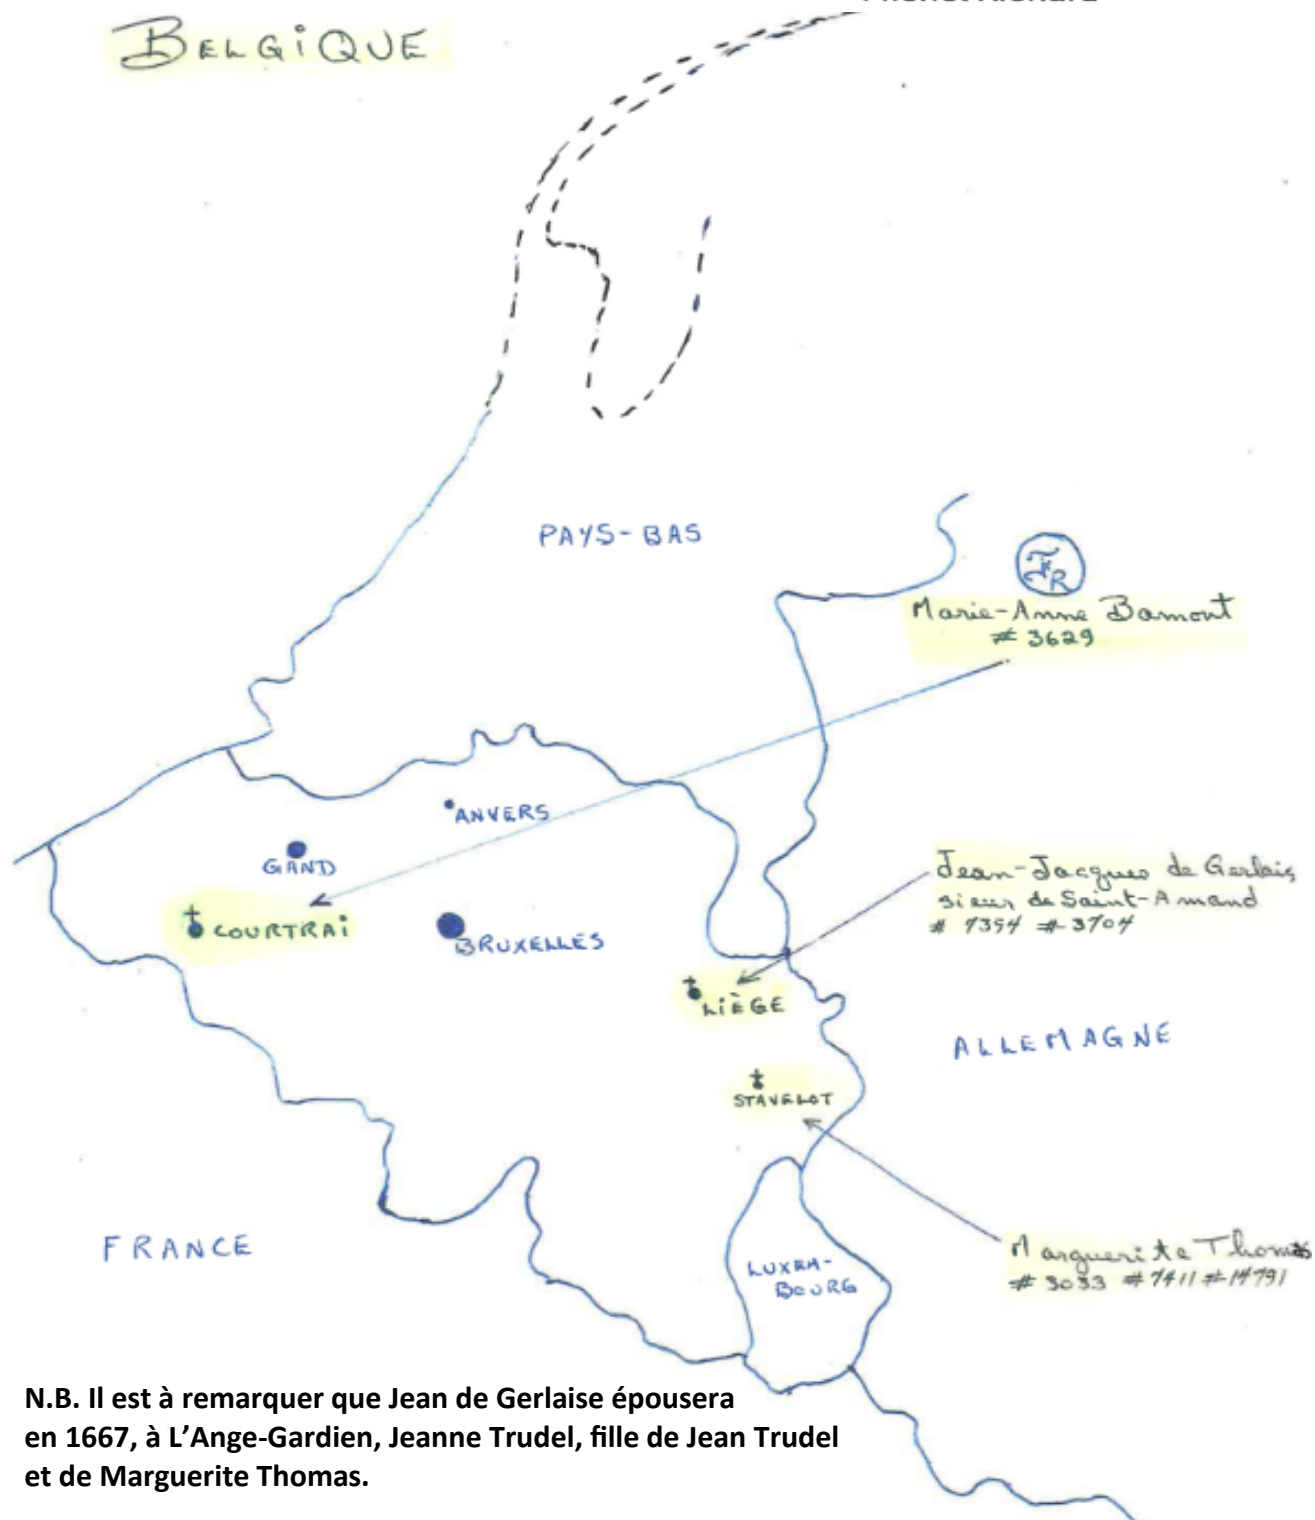 BELGIQUE
PAYS-BAS
FR
Marie-Anne Bamont
# 3629
ANVERS
GAND
COURTRAI
BRUXELLES
Jean-Jacques de Gerlais,
sieur de Saint-Amand
# 7394 # 3704
LIÈGE
ALLEMAGNE
STAVELOT
FRANCE
Marguerite Thomas
# 3033 # 7411 # 14791
LUXEM-
BOURG
N.B. Il est à remarquer que Jean de Gerlaise épousera
en 1667, à L’Ange-Gardien, Jeanne Trudel, fille de Jean Trudel
et de Marguerite Thomas.